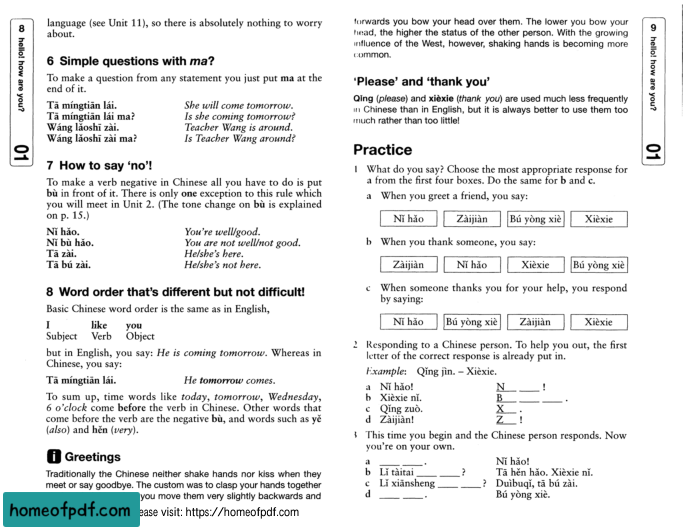 8
hello! how are you?
01
language (see Unit 11), so there is absolutely nothing to worry
about.
6 Simple questions with ma?
To make a question from any statement you just put ma at the
end of it.
Tā míngtiān lái. She will come tomorrow.
Tā míngtiān lái ma? Is she coming tomorrow?
Wáng lǎoshī zài. Teacher Wang is around.
Wáng lǎoshī zài ma? Is Teacher Wang around?
7 How to say 'no'!
To make a verb negative in Chinese all you have to do is put
bù in front of it. There is only one exception to this rule which
you will meet in Unit 2. (The tone change on bù is explained
on p. 15.)
Nǐ hǎo. You're well/good.
Nǐ bù hǎo. You are not well/not good.
Tā zài. He/she's here.
Tā bú zài. He/she's not here.
8 Word order that's different but not difficult!
Basic Chinese word order is the same as in English,
I like you
Subject Verb Object
but in English, you say: He is coming tomorrow. Whereas in
Chinese, you say:
Tā míngtiān lái. He tomorrow comes.
To sum up, time words like today, tomorrow, Wednesday,
6 o'clock come before the verb in Chinese. Other words that
come before the verb are the negative bù, and words such as yě
(also) and hěn (very).
i Greetings
Traditionally the Chinese neither shake hands nor kiss when they
meet or say goodbye. The custom was to clasp your hands together
you move them very slightly backwards and
homeofpdf.com
ease visit: https://homeofpdf.com
forwards you bow your head over them. The lower you bow your
head, the higher the status of the other person. With the growing
influence of the West, however, shaking hands is becoming more
common.
'Please' and 'thank you'
Qǐng (please) and xièxie (thank you) are used much less frequently
in Chinese than in English, but it is always better to use them too
much rather than too little!
Practice
1 What do you say? Choose the most appropriate response for
a from the first four boxes. Do the same for b and c.
a When you greet a friend, you say:
Nǐ hǎo Zàijiàn Bú yòng xiè Xièxie
b When you thank someone, you say:
Zàijiàn Nǐ hǎo Xièxie Bú yòng xiè
c When someone thanks you for your help, you respond
by saying:
Nǐ hǎo Bú yòng xiè Zàijiàn Xièxie
2 Responding to a Chinese person. To help you out, the first
letter of the correct response is already put in.
Example: Qǐng jìn. – Xièxie.
a Nǐ hǎo! N__ ___ !
b Xièxie nǐ. B___ ____ ____ .
c Qǐng zuò. X___ .
d Zàijiàn! Z___ !
3 This time you begin and the Chinese person responds. Now
you're on your own.
a ___ ____ . Nǐ hǎo!
b Lǐ tàitai ____ ____ ? Tā hěn hǎo. Xièxie nǐ.
c Lǐ xiānsheng ____ ___ ? Duìbuqǐ, tā bú zài.
d ___ ____ . Bú yòng xiè.
9
hello! how are you?
01